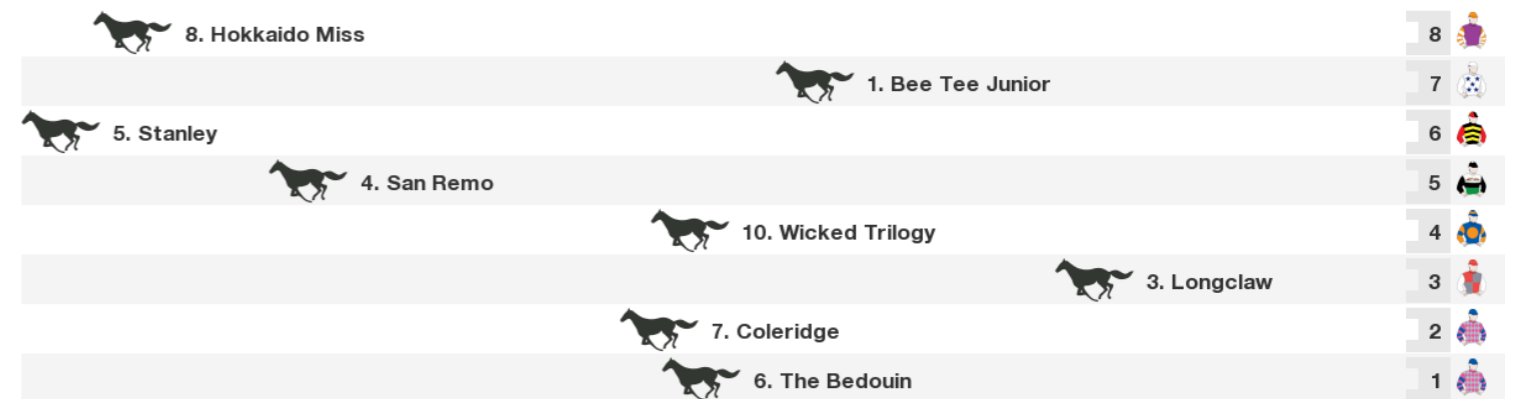 8. Hokkaido Miss 8
1. Bee Tee Junior 7
5. Stanley 6
4. San Remo 5
10. Wicked Trilogy 4
3. Longclaw 3
7. Coleridge 2
6. The Bedouin 1